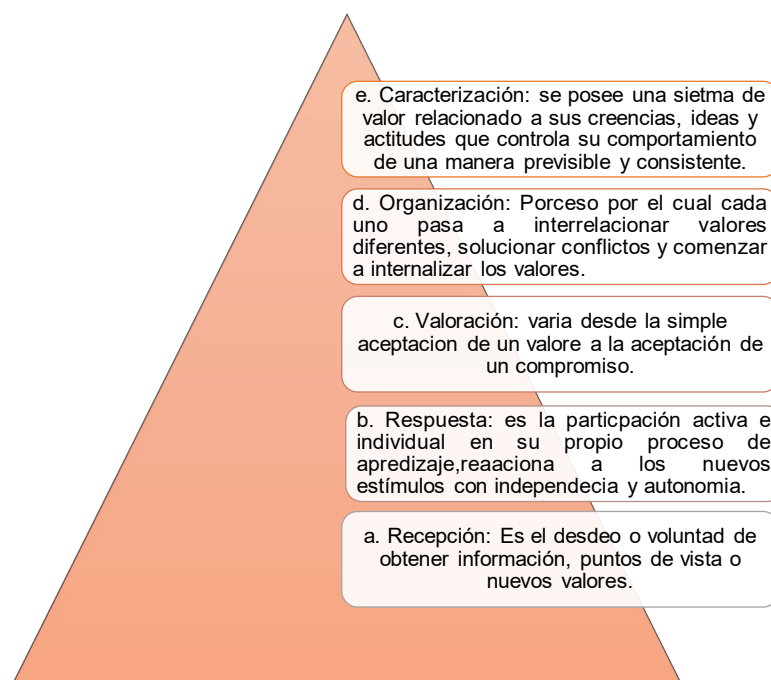 e. Caracterización: se posee una sietma de
valor relacionado a sus creencias, ideas y
actitudes que controla su comportamiento
de una manera previsible y consistente.
d. Organización: Porceso por el cual cada
uno pasa a interrelacionar valores
diferentes, solucionar conflictos y comenzar
a internalizar los valores.
c. Valoración: varia desde la simple
aceptacion de un valore a la aceptación de
un compromiso.
b. Respuesta: es la particpación activa e
individual en su propio proceso de
apredizaje,reaaciona a los nuevos
estímulos con independecia y autonomia.
a. Recepción: Es el desdeo o voluntad de
obtener información, puntos de vista o
nuevos valores.